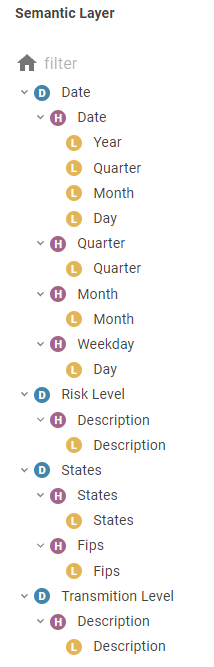 Semantic Layer
filter
D Date
H Date
L Year
L Quarter
L Month
L Day
H Quarter
L Quarter
H Month
L Month
H Weekday
L Day
D Risk Level
H Description
L Description
D States
H States
L States
H Fips
L Fips
D Transmition Level
H Description
L Description